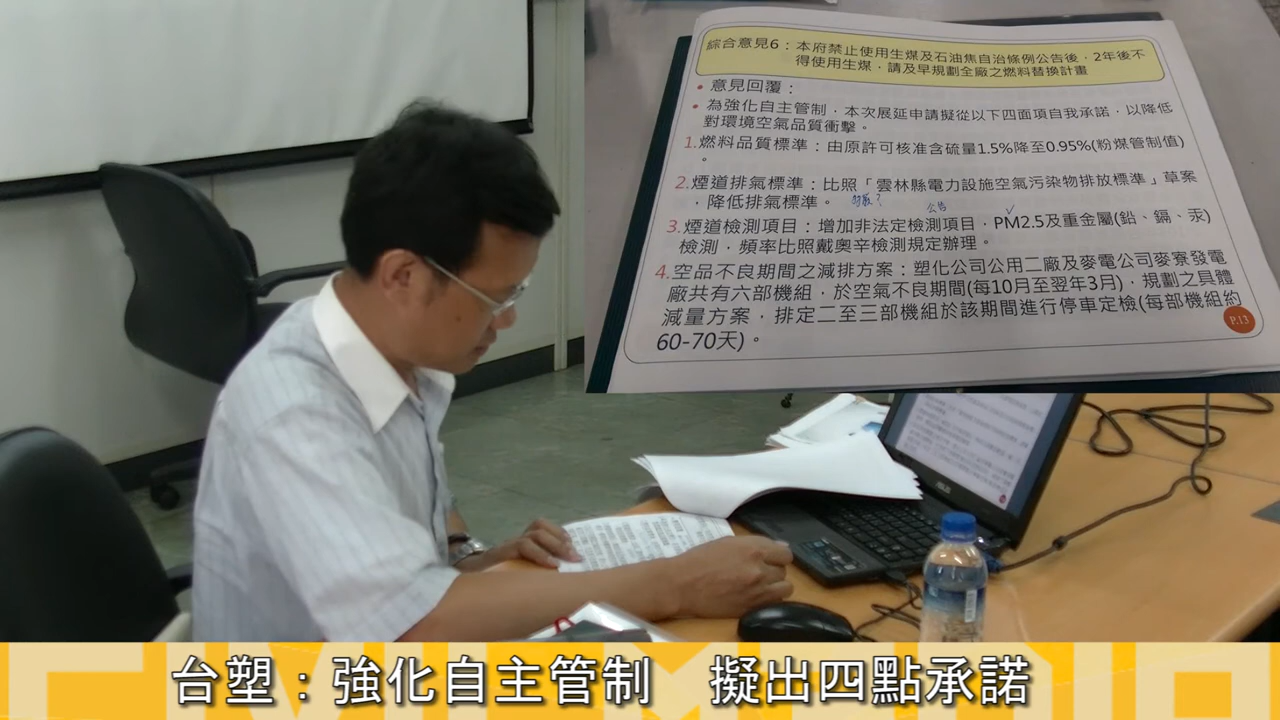 綜合意見6：本府禁止使用生煤及石油焦自治條例公告後，2年後不
得使用生煤，請及早規劃全廠之燃料替換計畫
• 意見回覆：
• 為強化自主管制，本次展延申請擬從以下四面項自我承諾，以降低
對環境空氣品質衝擊。
1.燃料品質標準：由原許可核准含硫量1.5%降至0.95%(粉煤管制值)
。
2.煙道排氣標準：比照「雲林縣電力設施空氣污染物排放標準」草案
，降低排氣標準。
公告
3.煙道檢測項目：增加非法定檢測項目，PM2.5及重金屬(鉛、鎘、汞)
檢測，頻率比照戴奧辛檢測規定辦理。
4.空品不良期間之減排方案：塑化公司公用二廠及麥電公司麥寮發電
廠共有六部機組，於空氣不良期間(每10月至翌年3月)，規劃之具體
減量方案，排定二至三部機組於該期間進行停車定檢(每部機組約
60-70天)。
P.13
ASUS
台塑：強化自主管制 擬出四點承諾